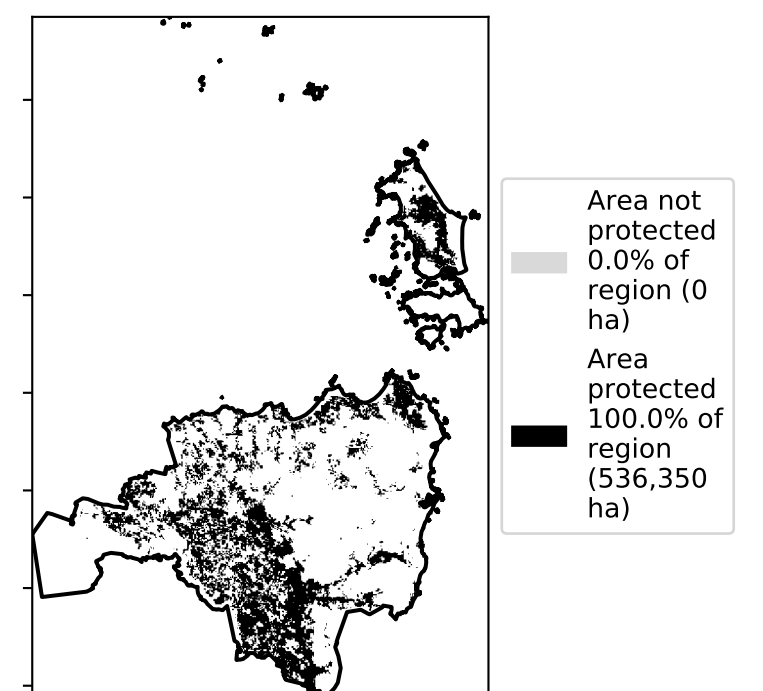 Area not
protected
0.0% of
region (0
ha)
Area
protected
100.0% of
region
(536,350
ha)